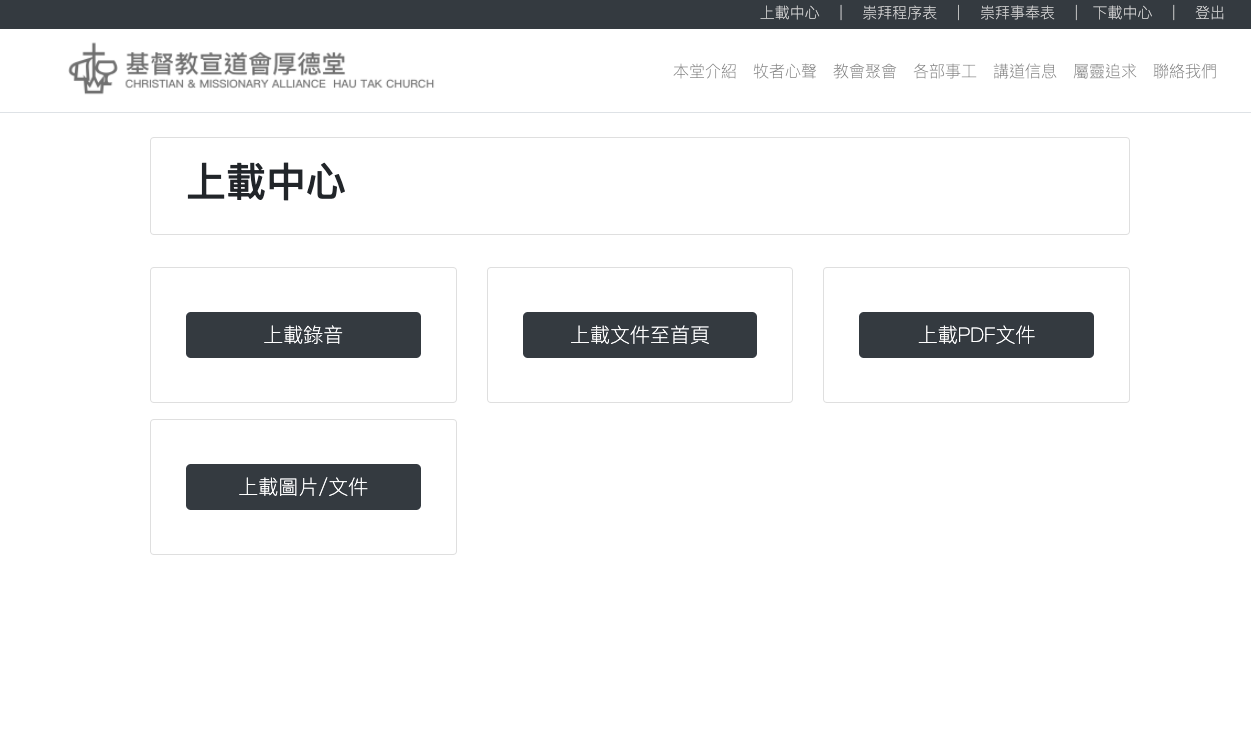 上載中心 | 崇拜程序表 | 崇拜事奉表 | 下載中心 | 登出
基督教宣道會厚德堂
CHRISTIAN & MISSIONARY ALLIANCE HAU TAK CHURCH
本堂介紹 牧者心聲 教會聚會 各部事工 講道信息 屬靈追求 聯絡我們
上載中心
上載錄音 上載文件至首頁 上載PDF文件
上載圖片/文件